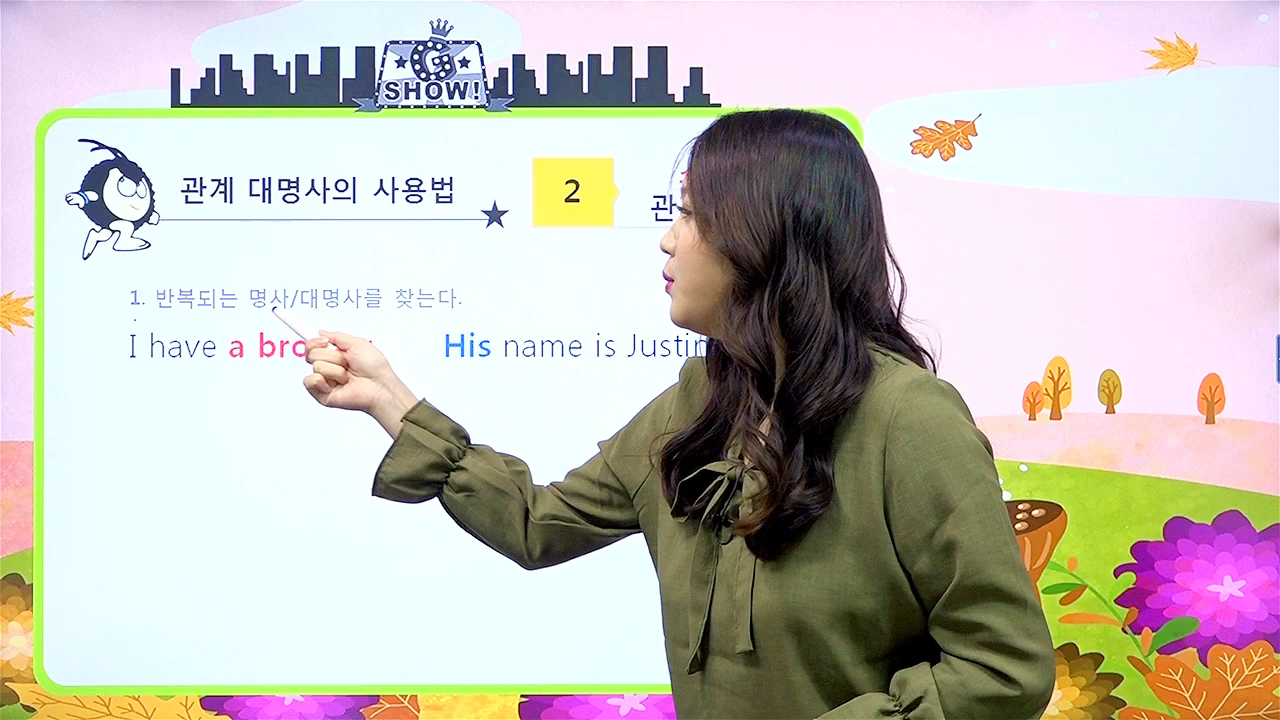 G
SHOW!
관계 대명사의 사용법
2
관
1. 반복되는 명사/대명사를 찾는다.
I have a bro His name is Justin